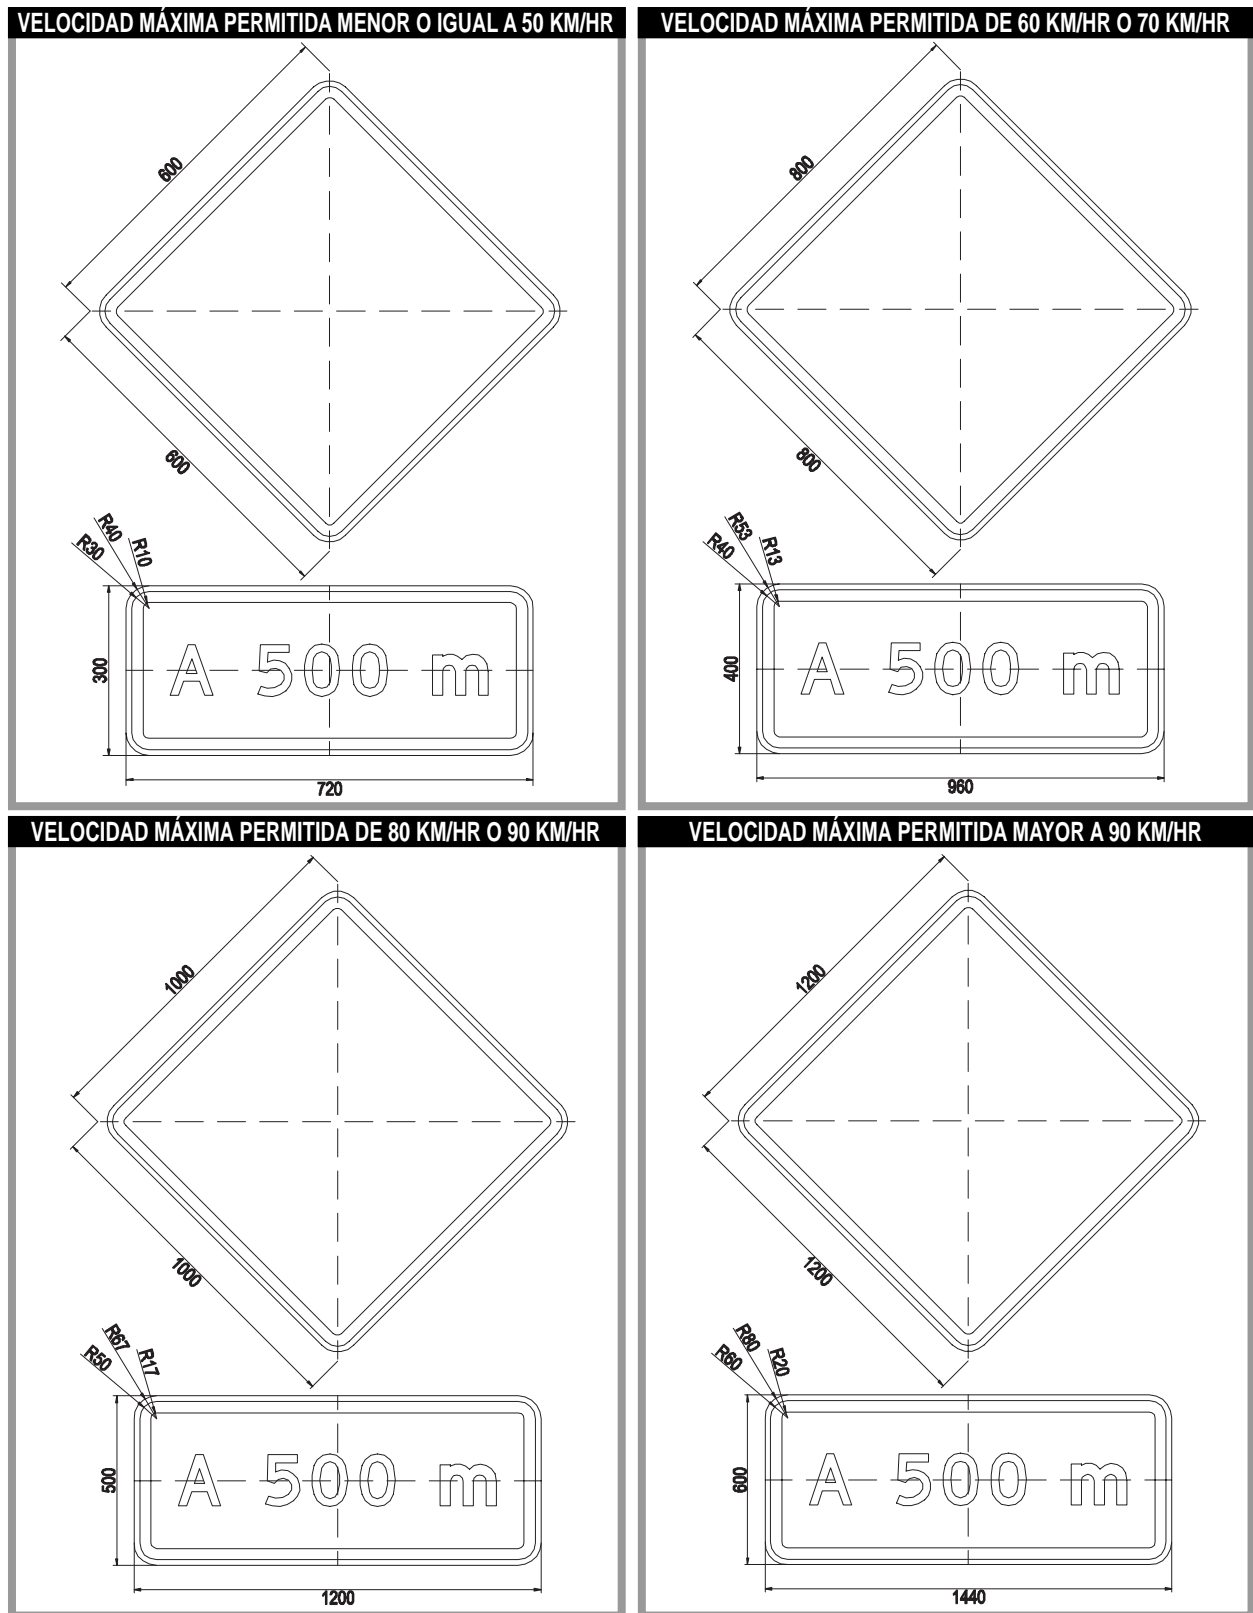 VELOCIDAD MÁXIMA PERMITIDA MENOR O IGUAL A 50 KM/HR
600
600
R40
R30
R10
300
A 500 m
720
VELOCIDAD MÁXIMA PERMITIDA DE 60 KM/HR O 70 KM/HR
800
800
R53
R40
R13
400
A 500 m
960
VELOCIDAD MÁXIMA PERMITIDA DE 80 KM/HR O 90 KM/HR
1000
1000
R67
R50
R17
500
A 500 m
1200
VELOCIDAD MÁXIMA PERMITIDA MAYOR A 90 KM/HR
1200
1200
R80
R60
R20
600
A 500 m
1440